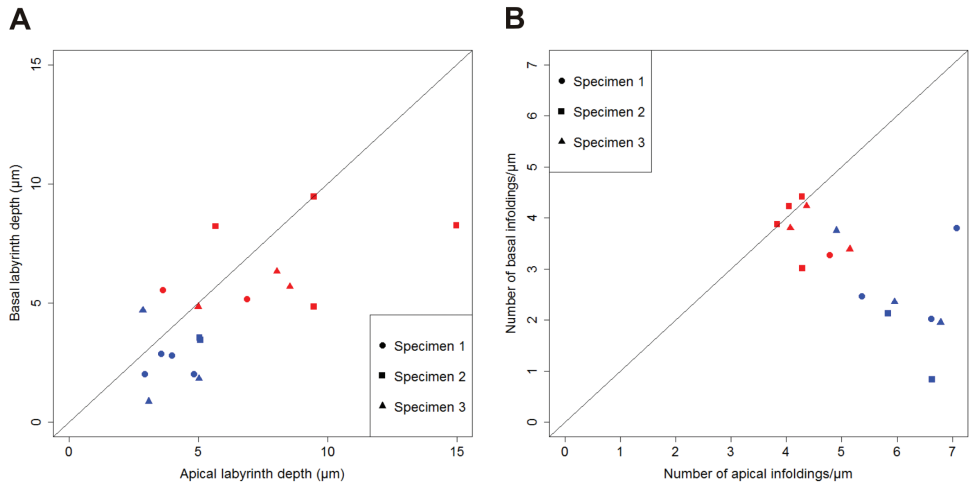 A
Basal labyrinth depth (µm)
15
10
5
0
0 5 10 15
Apical labyrinth depth (µm)
Specimen 1
Specimen 2
Specimen 3
B
Number of basal infoldings/µm
7
6
5
4
3
2
1
0
0 1 2 3 4 5 6 7
Number of apical infoldings/µm
Specimen 1
Specimen 2
Specimen 3